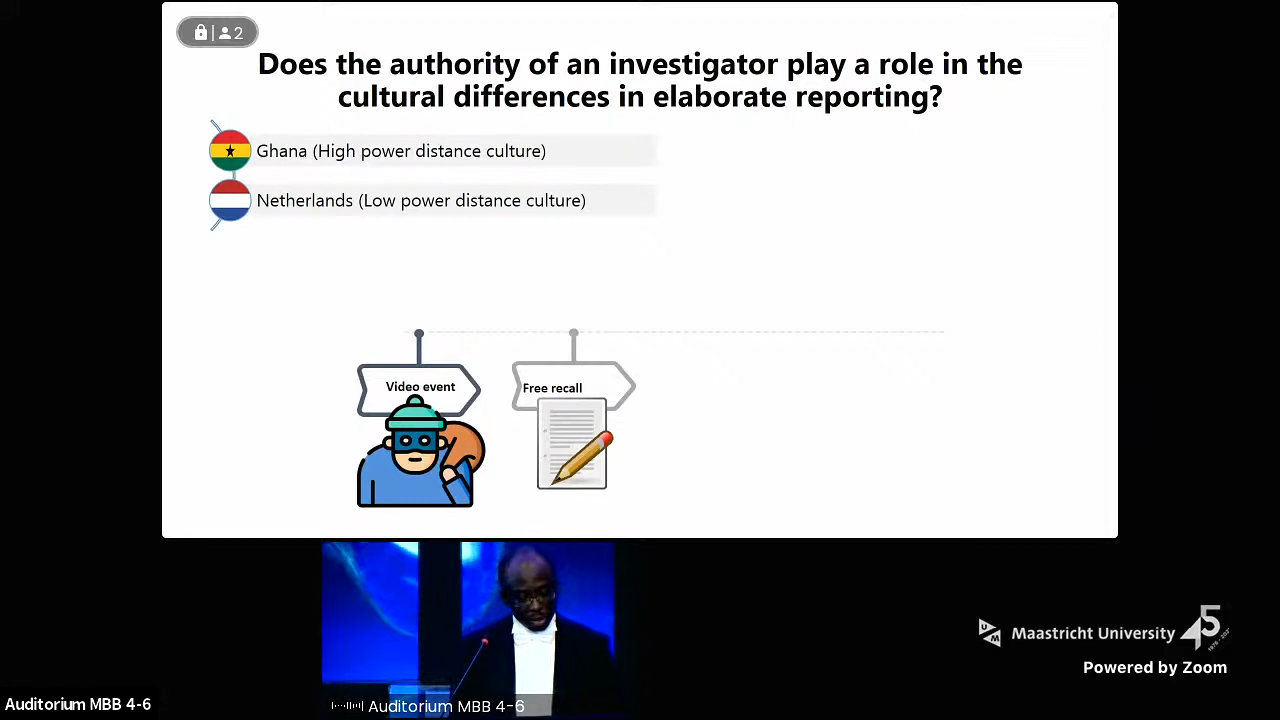 2
Does the authority of an investigator play a role in the
cultural differences in elaborate reporting?
Ghana (High power distance culture)
Netherlands (Low power distance culture)
Video event
Free recall
UM Maastricht University 45
Powered by Zoom
Auditorium MBB 4-6
Auditorium MBB 4-6